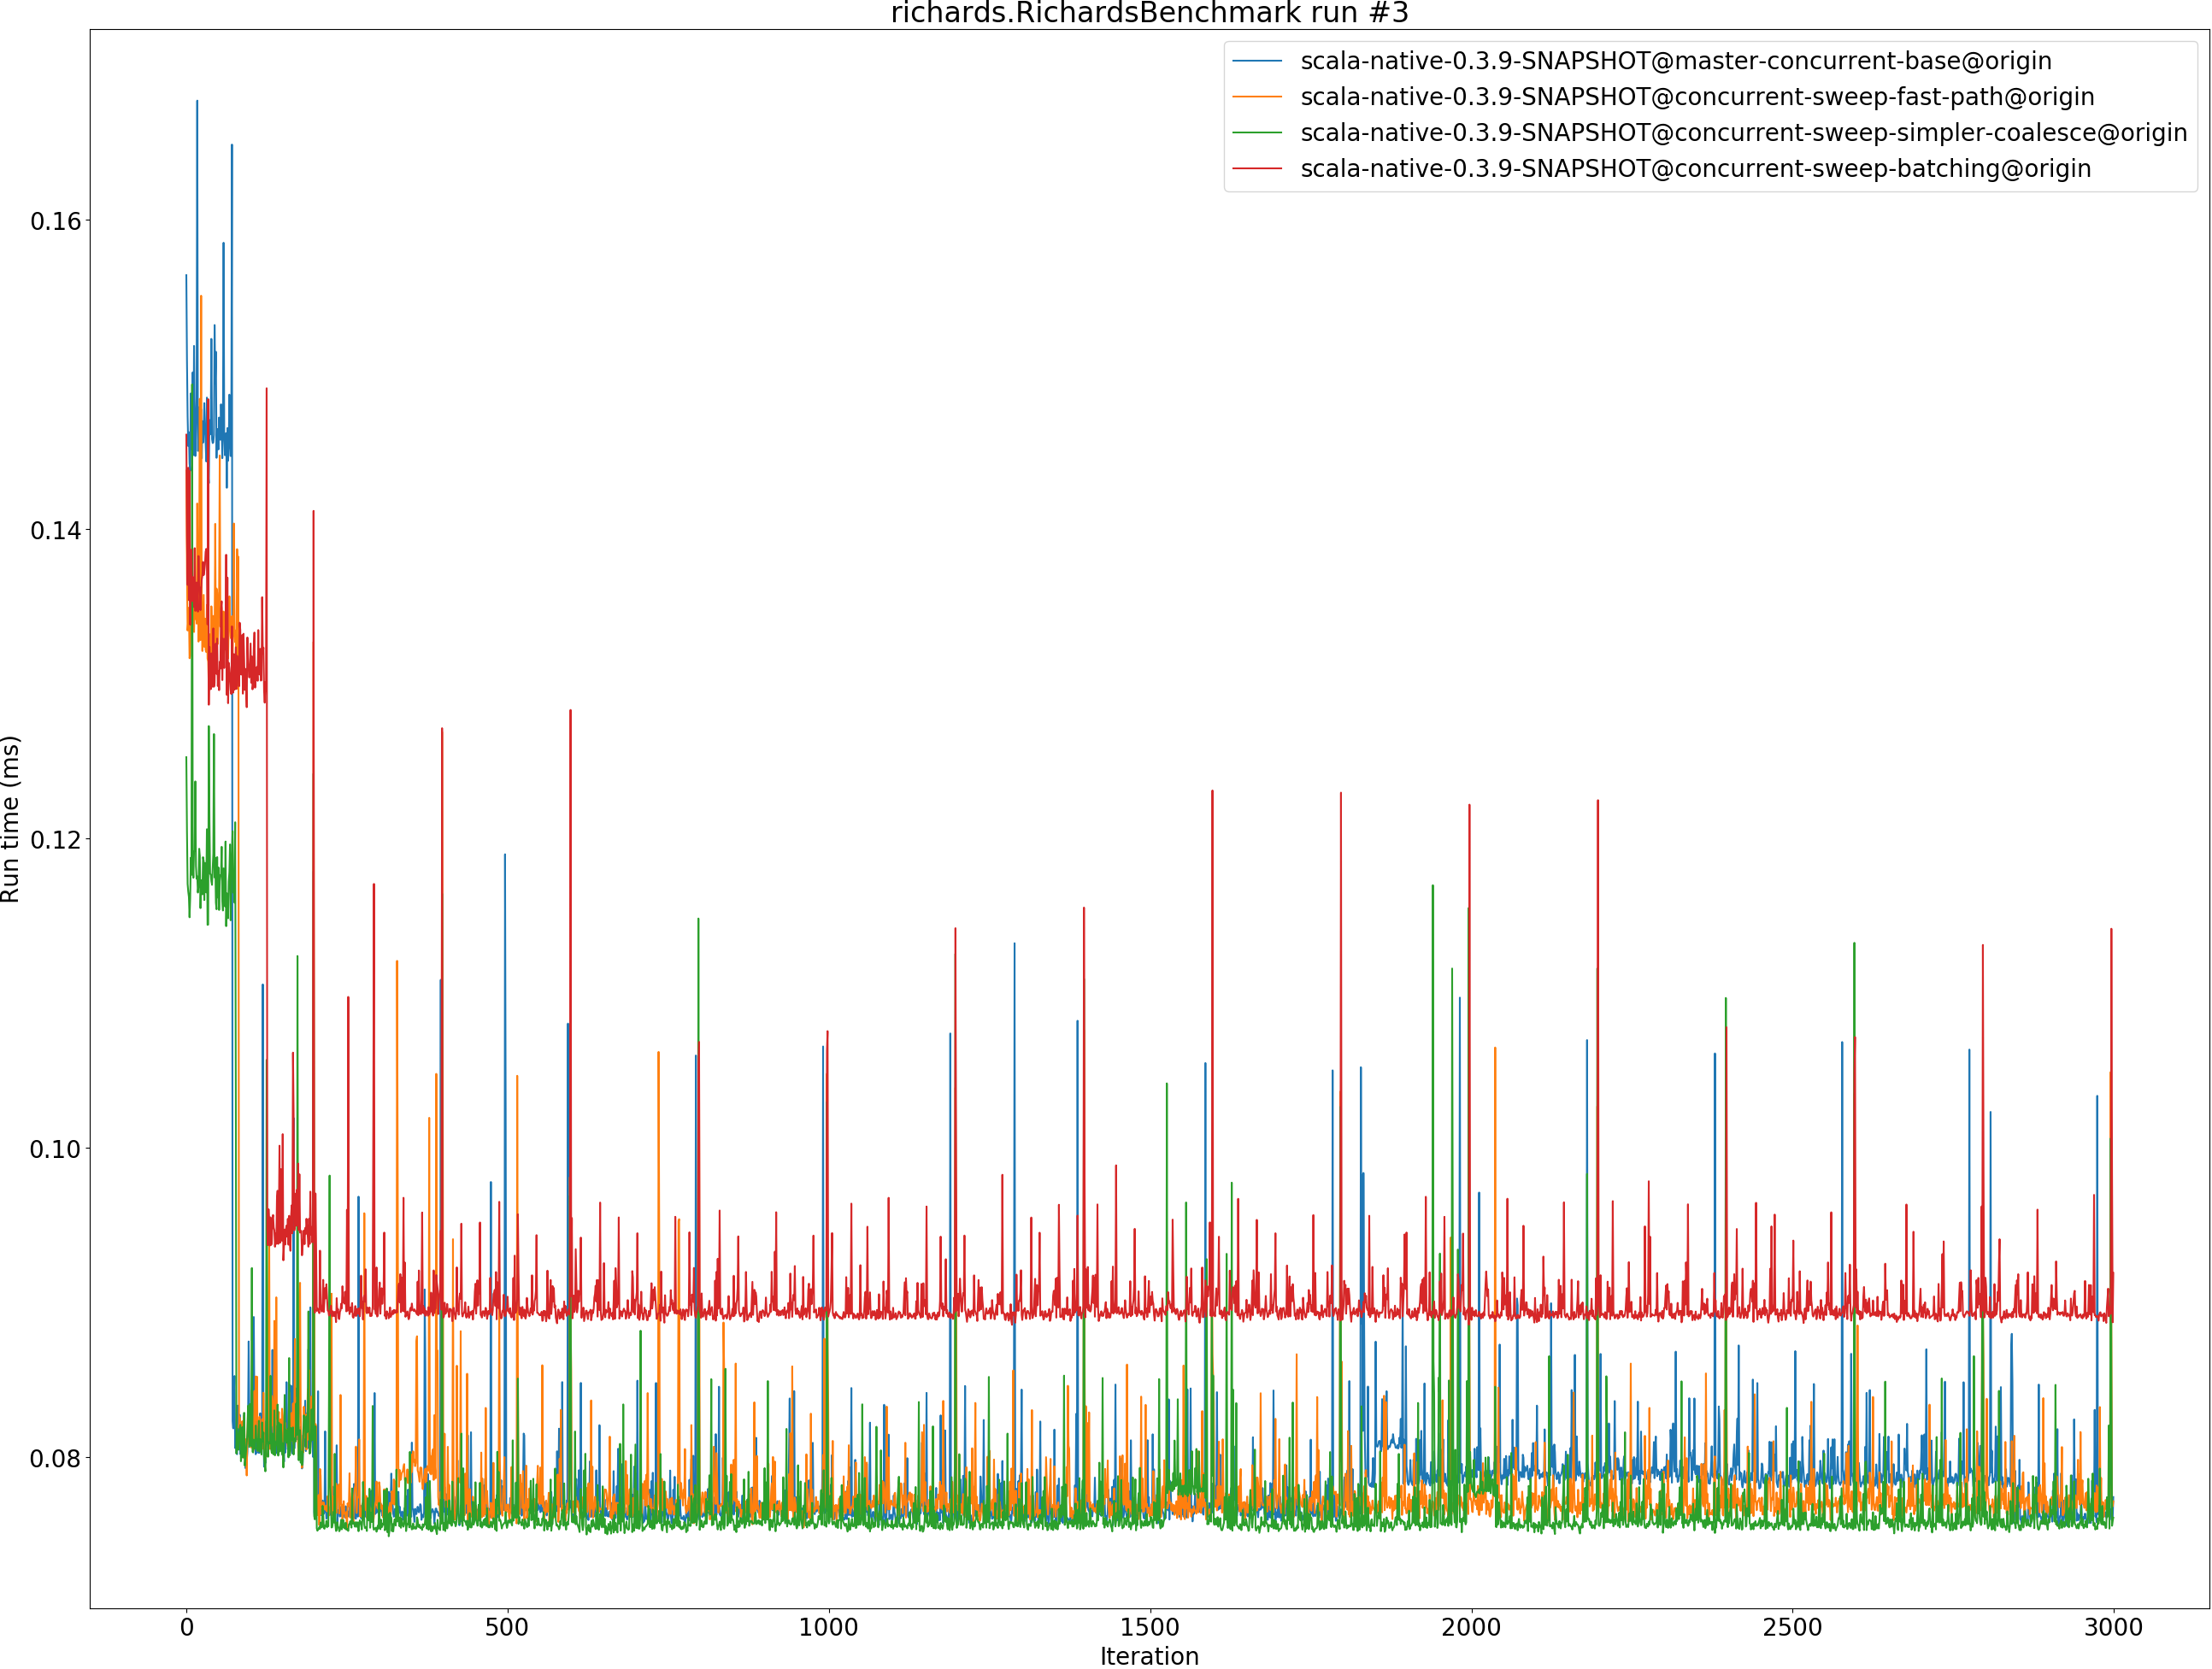 richards.RichardsBenchmark run #3
scala-native-0.3.9-SNAPSHOT@master-concurrent-base@origin
scala-native-0.3.9-SNAPSHOT@concurrent-sweep-fast-path@origin
scala-native-0.3.9-SNAPSHOT@concurrent-sweep-simpler-coalesce@origin
scala-native-0.3.9-SNAPSHOT@concurrent-sweep-batching@origin
Run time (ms)
0.16
0.14
0.12
0.10
0.08
0
500
1000
1500
2000
2500
3000
Iteration